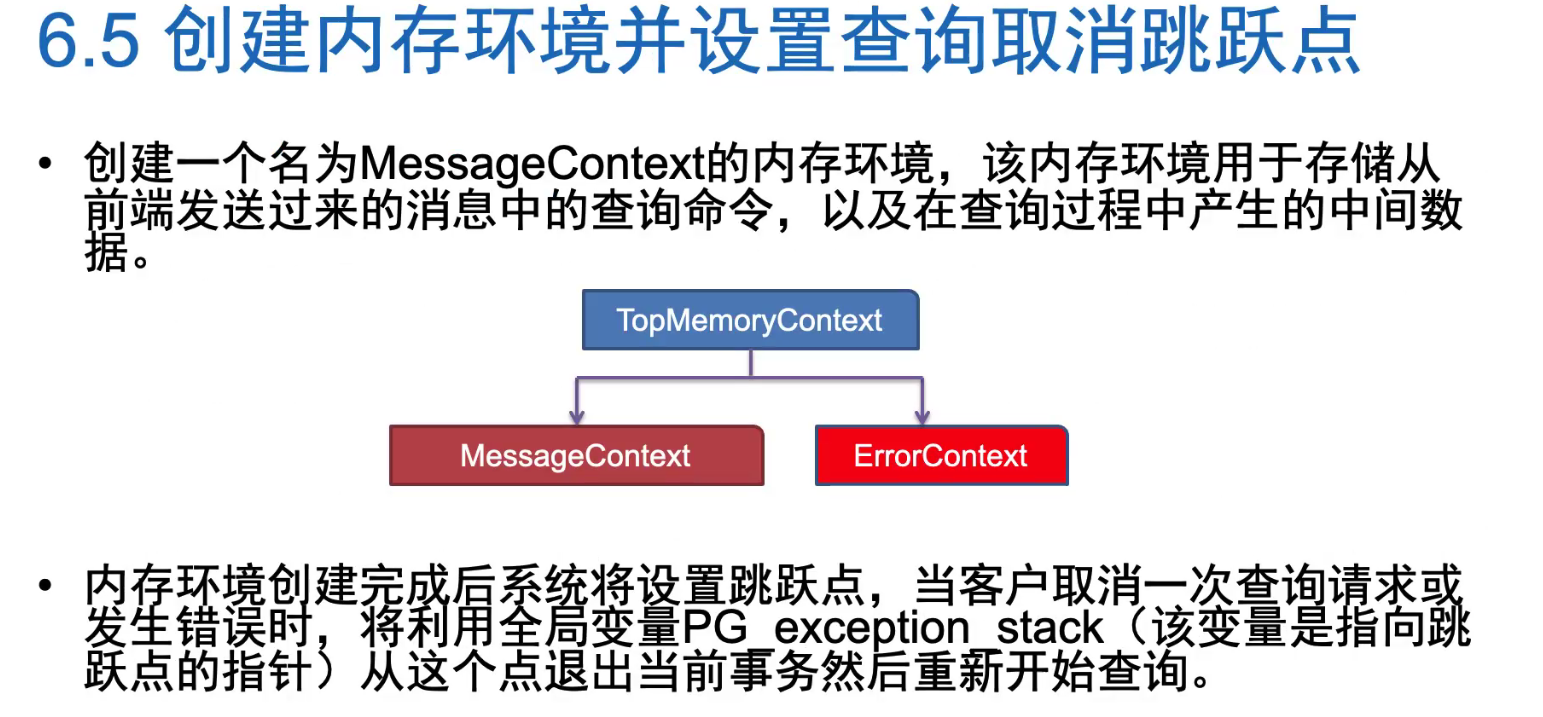 6.5 创建内存环境并设置查询取消跳跃点
• 创建一个名为MessageContext的内存环境，该内存环境用于存储从
前端发送过来的消息中的查询命令，以及在查询过程中产生的中间数
据。
TopMemoryContext
MessageContext
ErrorContext
• 内存环境创建完成后系统将设置跳跃点，当客户取消一次查询请求或
发生错误时，将利用全局变量PG_exception_stack（该变量是指向跳
跃点的指针）从这个点退出当前事务然后重新开始查询。